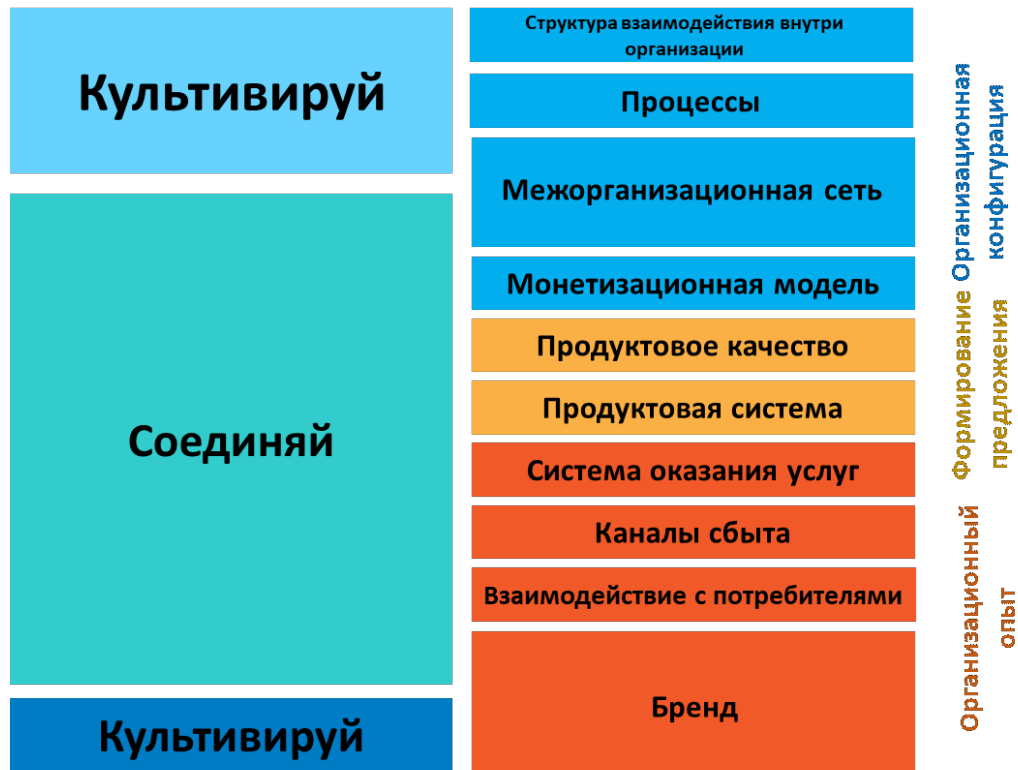 Культивируй
Соединяй
Культивируй
Структура взаимодействия внутри
организации
Процессы
Межорганизационная сеть
Монетизационная модель
Продуктовое качество
Продуктовая система
Система оказания услуг
Каналы сбыта
Взаимодействие с потребителями
Бренд
Организационная
конфигурация
Формирование
предложения
Организационный
опыт